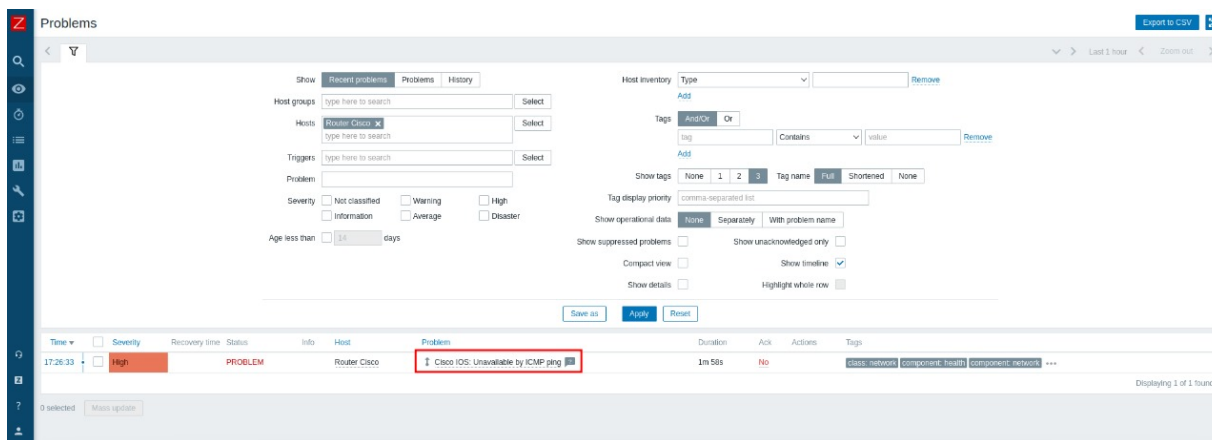 Z Problems
Export to CSV
Last 1 hour Zoom out
Show Recent problems Problems History
Host groups type here to search Select
Hosts Router Cisco Select
type here to search
Triggers type here to search Select
Problem
Severity Not classified Warning High
Information Average Disaster
Age less than 14 days
Host inventory Type Remove
Add
Tags And/Or Or
tag Contains value Remove
Add
Show tags None 1 2 3 Tag name Full Shortened None
Tag display priority comma-separated list
Show operational data None Separately With problem name
Show suppressed problems Show unacknowledged only
Compact view Show timeline
Show details Highlight whole row
Save as Apply Reset
Time Severity Recovery time Status Info Host Problem Duration Ack Actions Tags
17:26:33 High PROBLEM Router Cisco Cisco IOS: Unavailable by ICMP ping 1m 58s No class: network component: health component: network
Displaying 1 of 1 found
0 selected Mass update
Z
?